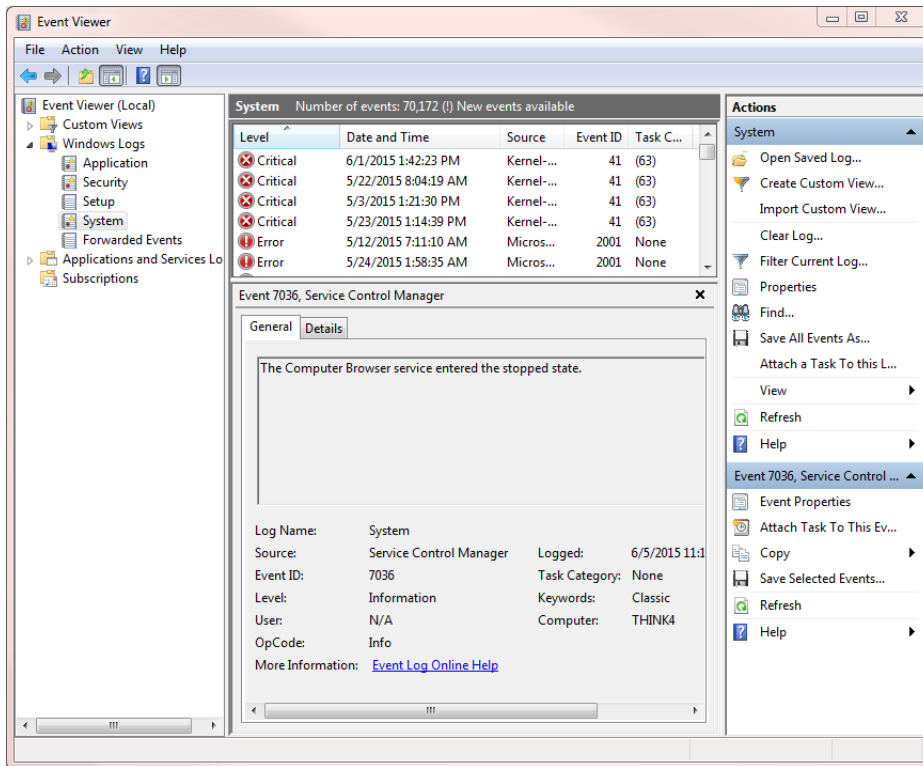 Event Viewer
File Action View Help
Event Viewer (Local)
Custom Views
Windows Logs
Application
Security
Setup
System
Forwarded Events
Applications and Services Lo
Subscriptions
System Number of events: 70,172 (!) New events available
Level Date and Time Source Event ID Task C...
Critical 6/1/2015 1:42:23 PM Kernel-... 41 (63)
Critical 5/22/2015 8:04:19 AM Kernel-... 41 (63)
Critical 5/3/2015 1:21:30 PM Kernel-... 41 (63)
Critical 5/23/2015 1:14:39 PM Kernel-... 41 (63)
Error 5/12/2015 7:11:10 AM Micros... 2001 None
Error 5/24/2015 1:58:35 AM Micros... 2001 None
Event 7036, Service Control Manager
General Details
The Computer Browser service entered the stopped state.
Log Name: System
Source: Service Control Manager Logged: 6/5/2015 11:1
Event ID: 7036 Task Category: None
Level: Information Keywords: Classic
User: N/A Computer: THINK4
OpCode: Info
More Information: Event Log Online Help
Actions
System
Open Saved Log...
Create Custom View...
Import Custom View...
Clear Log...
Filter Current Log...
Properties
Find...
Save All Events As...
Attach a Task To this L...
View
Refresh
Help
Event 7036, Service Control ...
Event Properties
Attach Task To This Ev...
Copy
Save Selected Events...
Refresh
Help